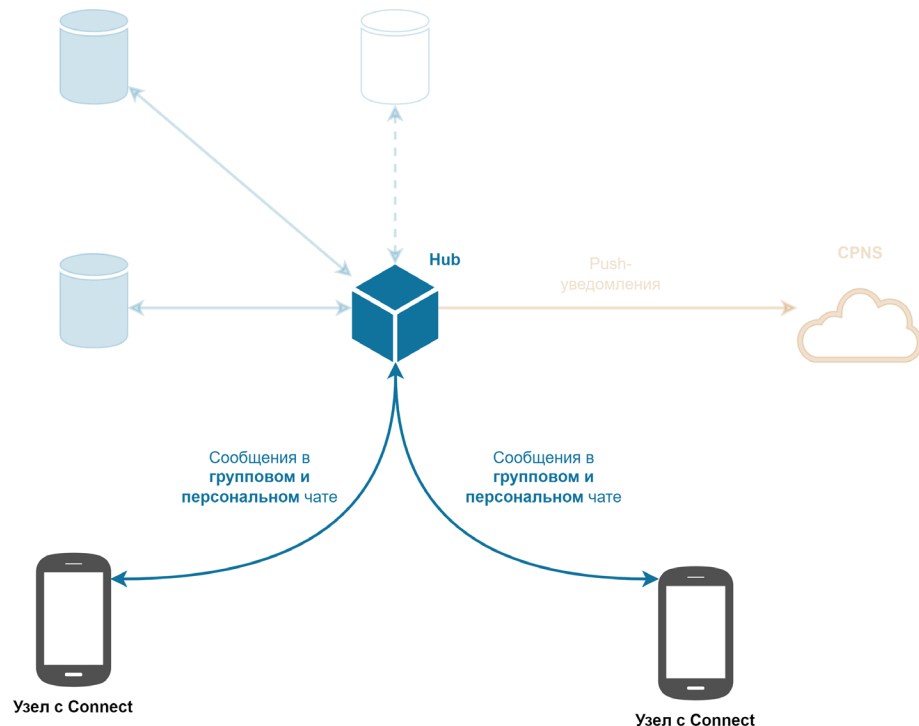 Hub
CPNS
Push-
уведомления
Сообщения в
групповом и
персональном чате
Сообщения в
групповом и
персональном чате
Узел с Connect
Узел с Connect